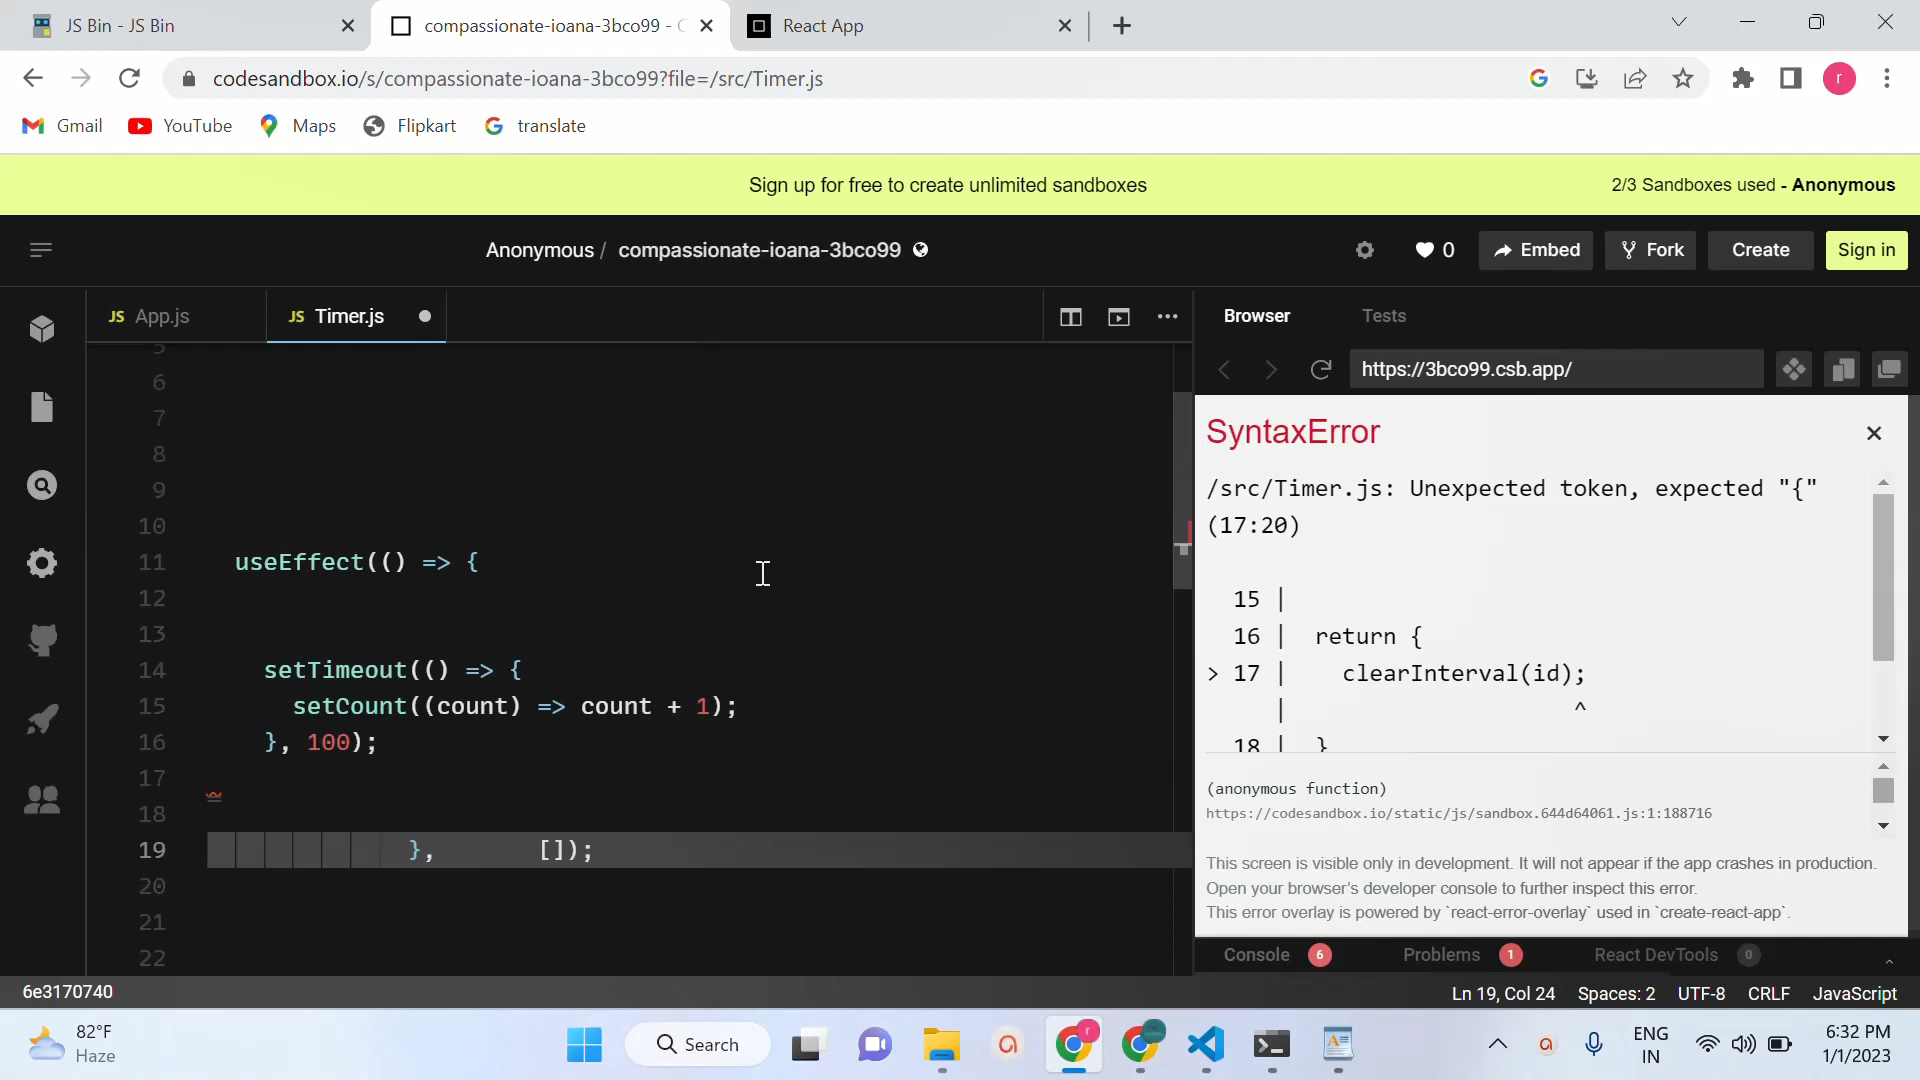 JS Bin - JS Bin
compassionate-ioana-3bco99 - C
React App
codesandbox.io/s/compassionate-ioana-3bco99?file=/src/Timer.js
r
Gmail
YouTube
Maps
Flipkart
translate
Sign up for free to create unlimited sandboxes
2/3 Sandboxes used - Anonymous
Anonymous / compassionate-ioana-3bco99
0
Embed
Fork
Create
Sign in
JS App.js
JS Timer.js
Browser
Tests
https://3bco99.csb.app/
5
6
7
8
9
10
11 useEffect(() => {
12
13
14 setTimeout(() => {
15 setCount((count) => count + 1);
16 }, 100);
17
18
19 }, []);
20
21
22
SyntaxError
/src/Timer.js: Unexpected token, expected "{"
(17:20)
15 |
16 | return {
> 17 | clearInterval(id);
| ^
18 | }
(anonymous function)
https://codesandbox.io/static/js/sandbox.644d64061.js:1:188716
This screen is visible only in development. It will not appear if the app crashes in production.
Open your browser's developer console to further inspect this error.
This error overlay is powered by `react-error-overlay` used in `create-react-app`.
Console 6
Problems 1
React DevTools 0
6e3170740
Ln 19, Col 24
Spaces: 2
UTF-8
CRLF
JavaScript
82°F
Haze
Search
ENG
IN
6:32 PM
1/1/2023